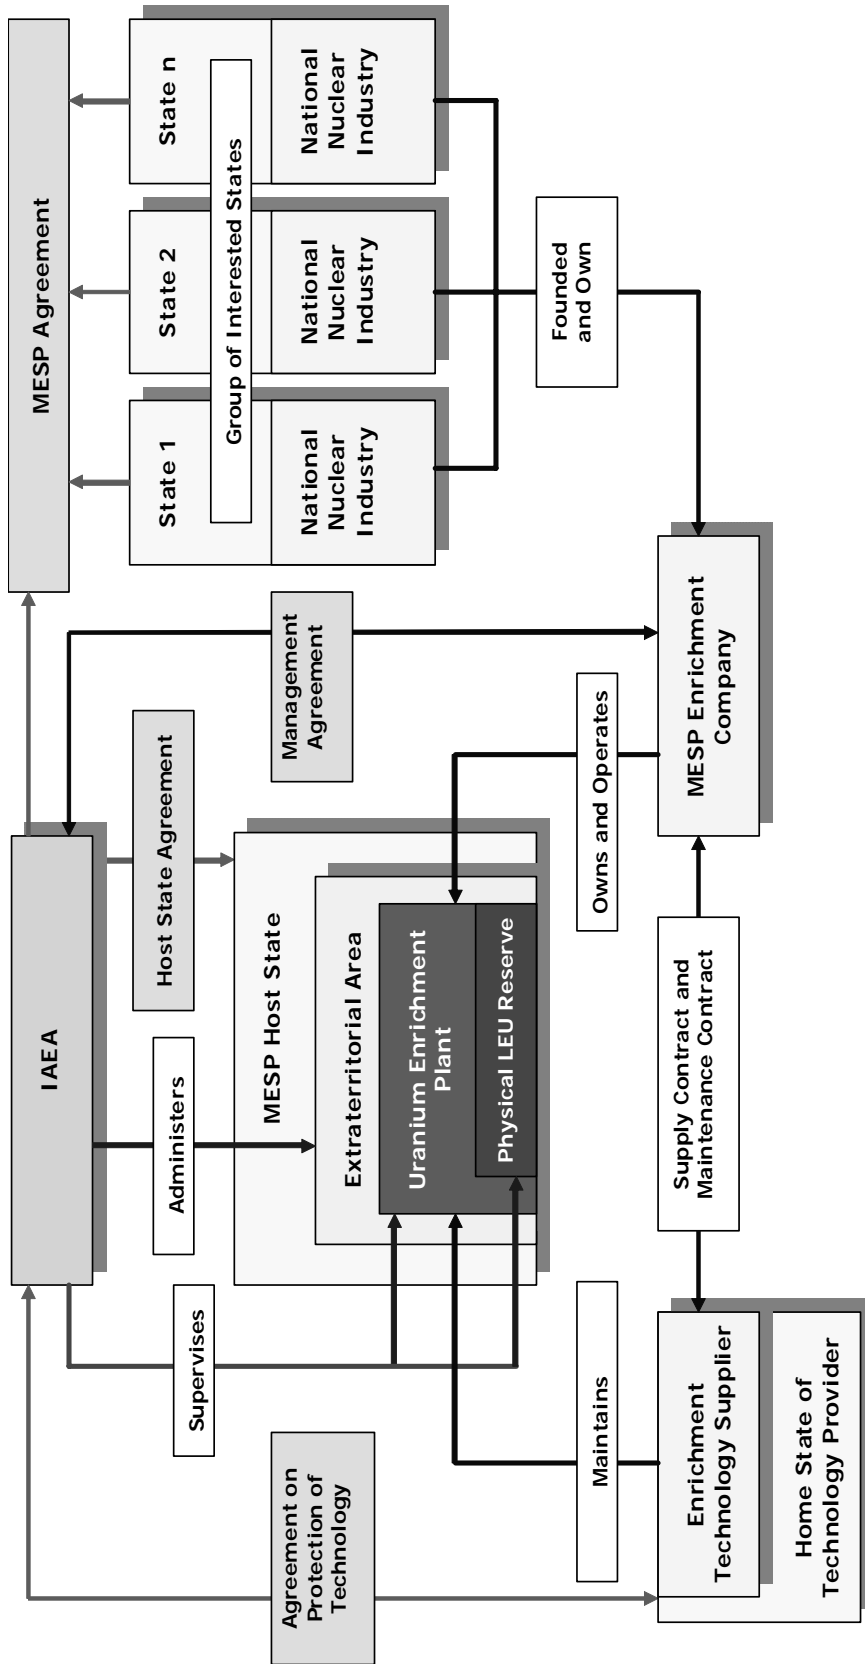 IAEA
MESP Agreement
Agreement on
Protection of
Technology
Supervises
Administers
Host State Agreement
Management
Agreement
State 1
State 2
State n
Group of Interested States
National
Nuclear
Industry
National
Nuclear
Industry
National
Nuclear
Industry
MESP Host State
Extraterritorial Area
Uranium Enrichment
Plant
Physical LEU Reserve
Maintains
Owns and Operates
Founded
and Own
Enrichment
Technology Supplier
Home State of
Technology Provider
Supply Contract and
Maintenance Contract
MESP Enrichment
Company